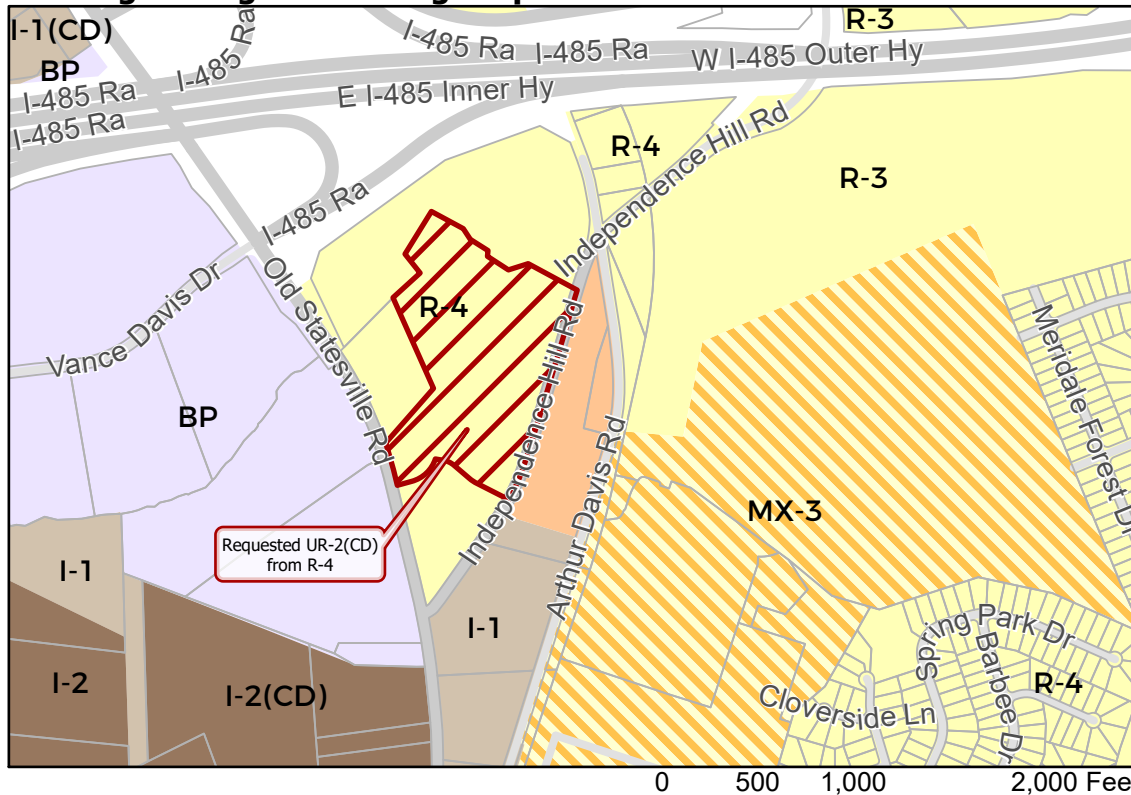 I-1(CD)
BP
I-485 Ra
I-485 Ra
I-485 Ra
I-485 Ra
I-485 Ra
I-485 Ra
R-3
W I-485 Outer Hy
E I-485 Inner Hy
R-4
Independence Hill Rd
R-3
I-485 Ra
Vance Davis Dr
Old Statesville Rd
R-4
Independence Hill Rd
Meridale Forest Dr
BP
Arthur Davis Rd
MX-3
Requested UR-2(CD)
from R-4
I-1
I-1
I-2
I-2(CD)
Spring Park Dr
Barbee Dr
R-4
Cloverside Ln
0 500 1,000 2,000 Fee